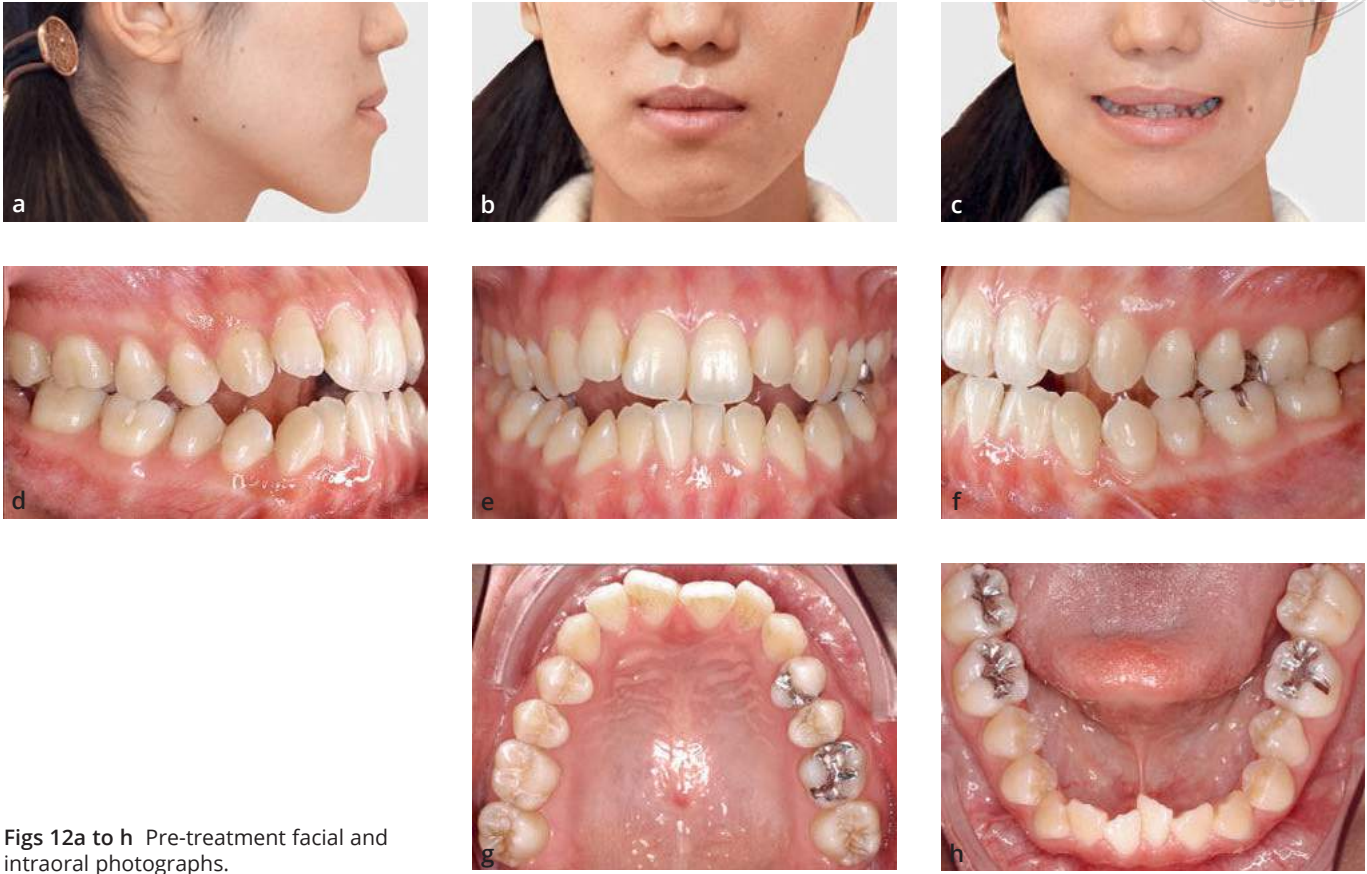 a
b
c
d
e
f
g
h
Figs 12a to h Pre-treatment facial and
intraoral photographs.